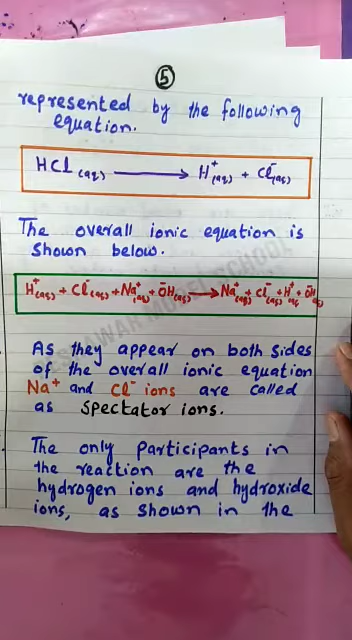 5
represented by the following
equation.
HCl (aq) ⟶ H⁺(aq) + Cl⁻(aq)
The overall ionic equation is
shown below.
H⁺(aq) + Cl⁻(aq) + Na⁺(aq) + ŌH(aq) ⟶ Na⁺(aq) + Cl⁻(aq) + H⁺(aq) + ŌH(aq)
As they appear on both sides
of the overall ionic equation
Na⁺ and Cl⁻ ions are called
as spectator ions.
The only participants in
the reaction are the
hydrogen ions and hydroxide
ions, as shown in the